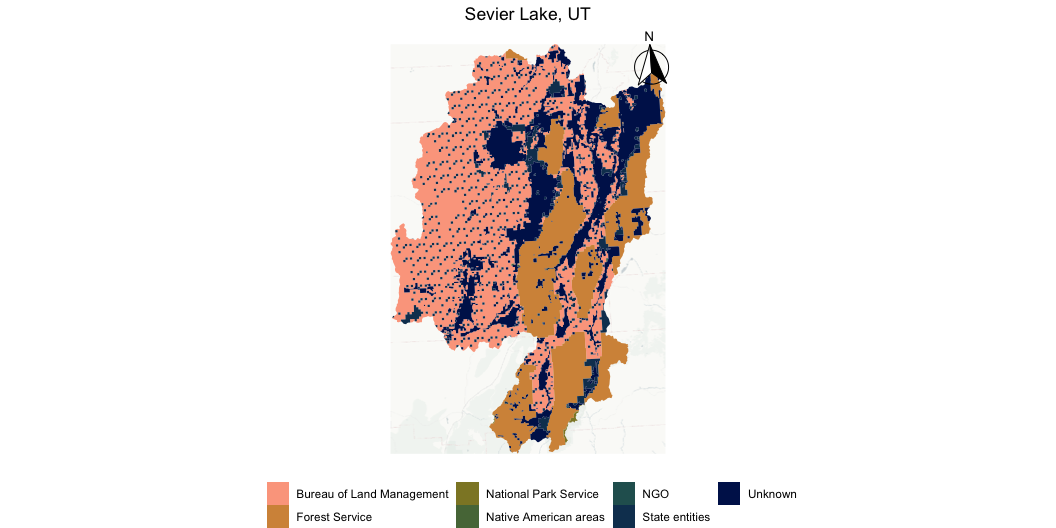 Sevier Lake, UT
N
Bureau of Land Management
National Park Service
NGO
Unknown
Forest Service
Native American areas
State entities